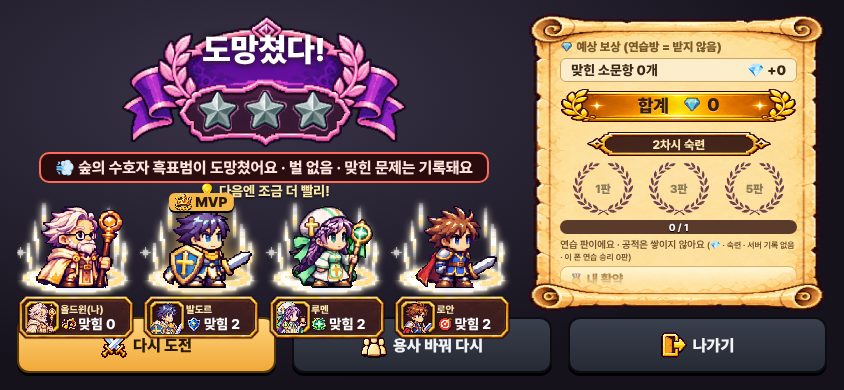 도망쳤다!
💨 숲의 수호자 흑표범이 도망쳤어요 · 벌 없음 · 맞힌 문제는 기록돼요
다음엔 조금 더 빨리!
MVP
올드윈(나)
맞힘 0
발도르
맞힘 2
루멘
맞힘 2
로안
맞힘 2
다시 도전
용사 바꿔 다시
나가기
💎 예상 보상 (연습방 = 받지 않음)
맞힌 소문항 0개 💎 +0
합계 💎 0
2차시 숙련
1판 3판 5판
0 / 1
연습 판이에요 · 공적은 쌓이지 않아요 (💎 · 숙련 · 서버 기록 없음
· 이 폰 연습 승리 0판)
내 활약